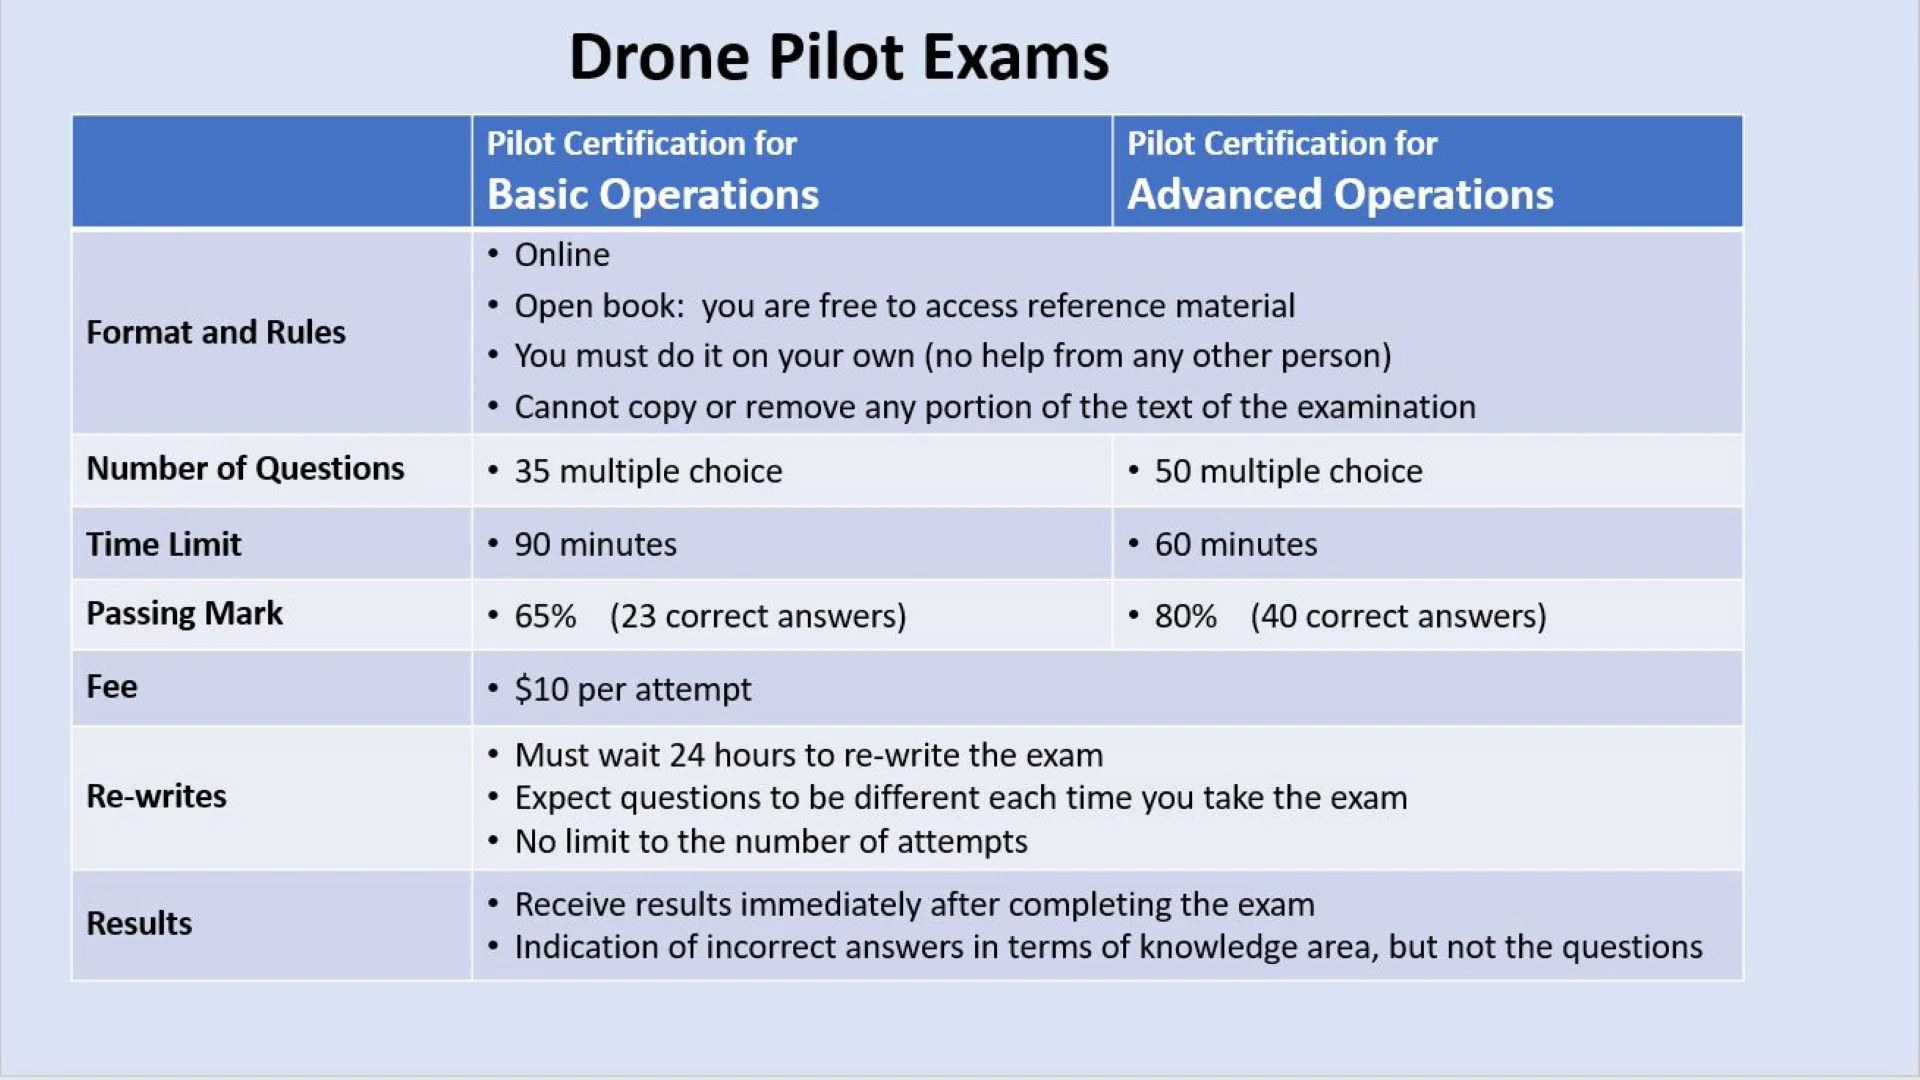 Drone Pilot Exams
Pilot Certification for
Basic Operations
Pilot Certification for
Advanced Operations
Format and Rules
• Online
• Open book:  you are free to access reference material
• You must do it on your own (no help from any other person)
• Cannot copy or remove any portion of the text of the examination
Number of Questions
• 35 multiple choice
• 50 multiple choice
Time Limit
• 90 minutes
• 60 minutes
Passing Mark
• 65%   (23 correct answers)
• 80%   (40 correct answers)
Fee
• $10 per attempt
Re-writes
• Must wait 24 hours to re-write the exam
• Expect questions to be different each time you take the exam
• No limit to the number of attempts
Results
• Receive results immediately after completing the exam
• Indication of incorrect answers in terms of knowledge area, but not the questions